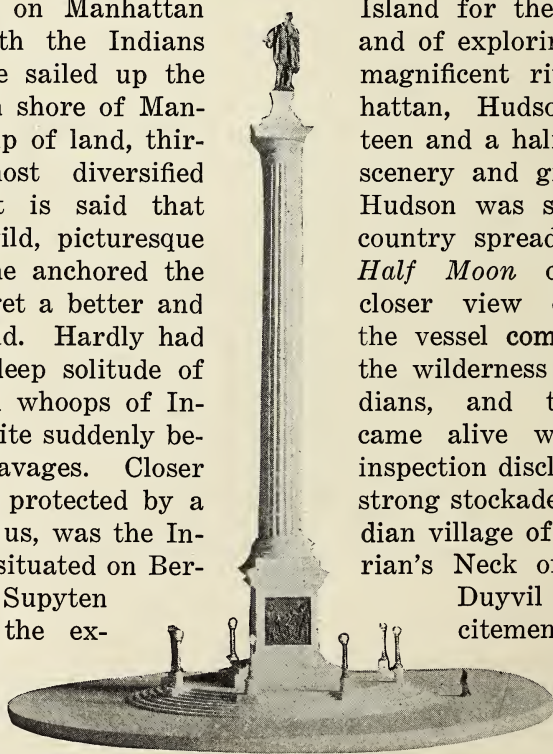 on Manhattan Island for the
th the Indians and of explorin
e sailed up the magnificent ri
shore of Man- hattan, Hudso
p of land, thir- teen and a hal
ost diversified scenery and g
t is said that Hudson was s
ild, picturesque country spread
ne anchored the Half Moon
et a better and closer view
d. Hardly had the vessel com
leep solitude of the wilderness
whoops of In- dians, and t
ite suddenly be- came alive w
avages. Closer inspection discl
protected by a strong stockade
us, was the In- dian village of
situated on Ber- rian's Neck o
Supyten Duyvil
the ex- citemen